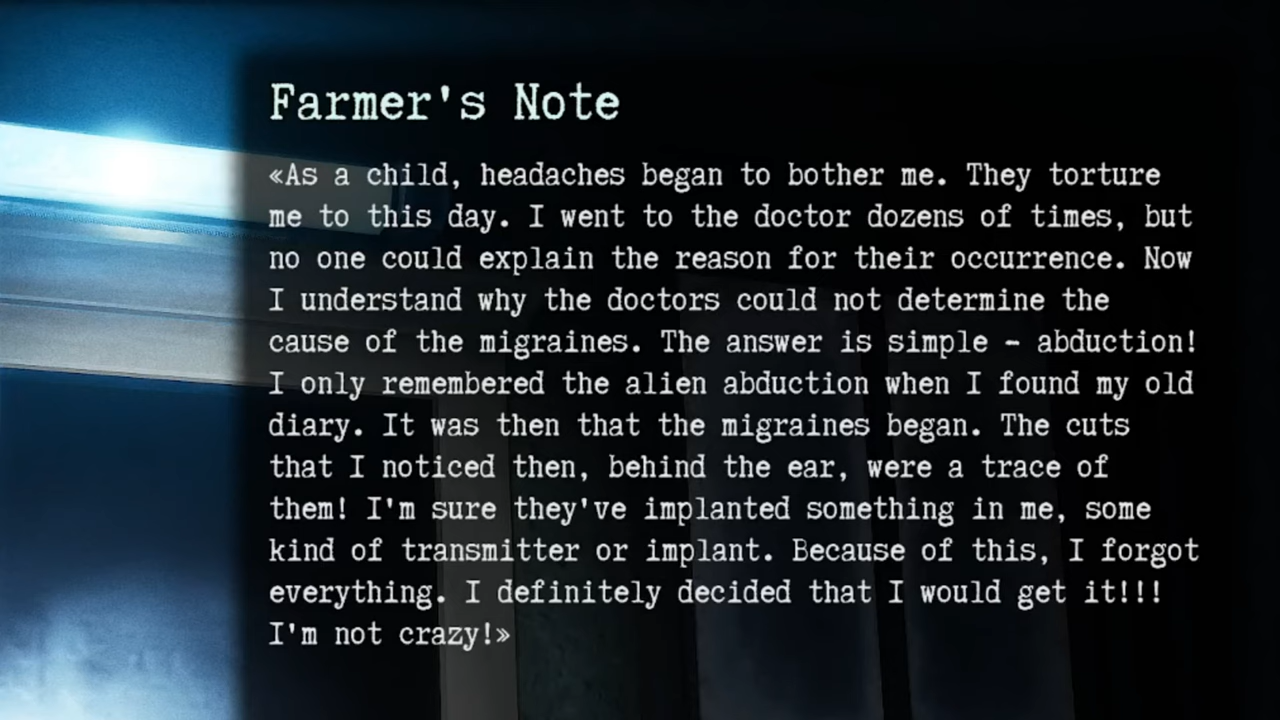 Farmer's Note
«As a child, headaches began to bother me. They torture
me to this day. I went to the doctor dozens of times, but
no one could explain the reason for their occurrence. Now
I understand why the doctors could not determine the
cause of the migraines. The answer is simple - abduction!
I only remembered the alien abduction when I found my old
diary. It was then that the migraines began. The cuts
that I noticed then, behind the ear, were a trace of
them! I'm sure they've implanted something in me, some
kind of transmitter or implant. Because of this, I forgot
everything. I definitely decided that I would get it!!!
I'm not crazy!»